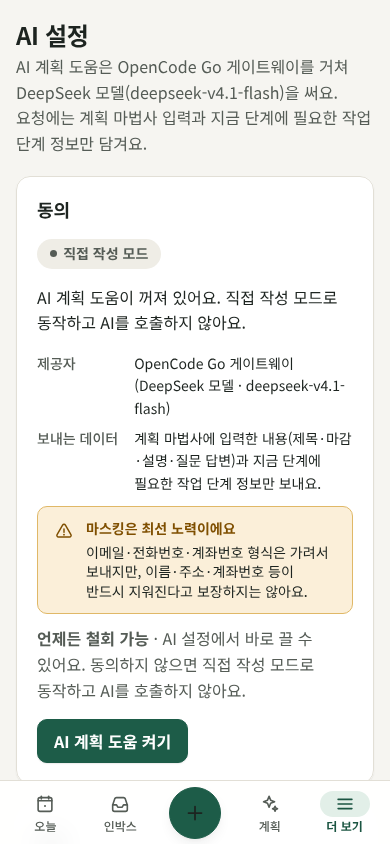 AI 설정
AI 계획 도움은 OpenCode Go 게이트웨이를 거쳐
DeepSeek 모델(deepseek-v4.1-flash)을 써요.
요청에는 계획 마법사 입력과 지금 단계에 필요한 작업
단계 정보만 담겨요.
동의
직접 작성 모드
AI 계획 도움이 꺼져 있어요. 직접 작성 모드로
동작하고 AI를 호출하지 않아요.
제공자
OpenCode Go 게이트웨이
(DeepSeek 모델 · deepseek-v4.1-
flash)
보내는 데이터
계획 마법사에 입력한 내용(제목·마감
·설명·질문 답변)과 지금 단계에
필요한 작업 단계 정보만 보내요.
마스킹은 최선 노력이에요
이메일·전화번호·계좌번호 형식은 가려서
보내지만, 이름·주소·계좌번호 등이
반드시 지워진다고 보장하지는 않아요.
언제든 철회 가능 · AI 설정에서 바로 끌 수
있어요. 동의하지 않으면 직접 작성 모드로
동작하고 AI를 호출하지 않아요.
AI 계획 도움 켜기
오늘
인박스
계획
더 보기